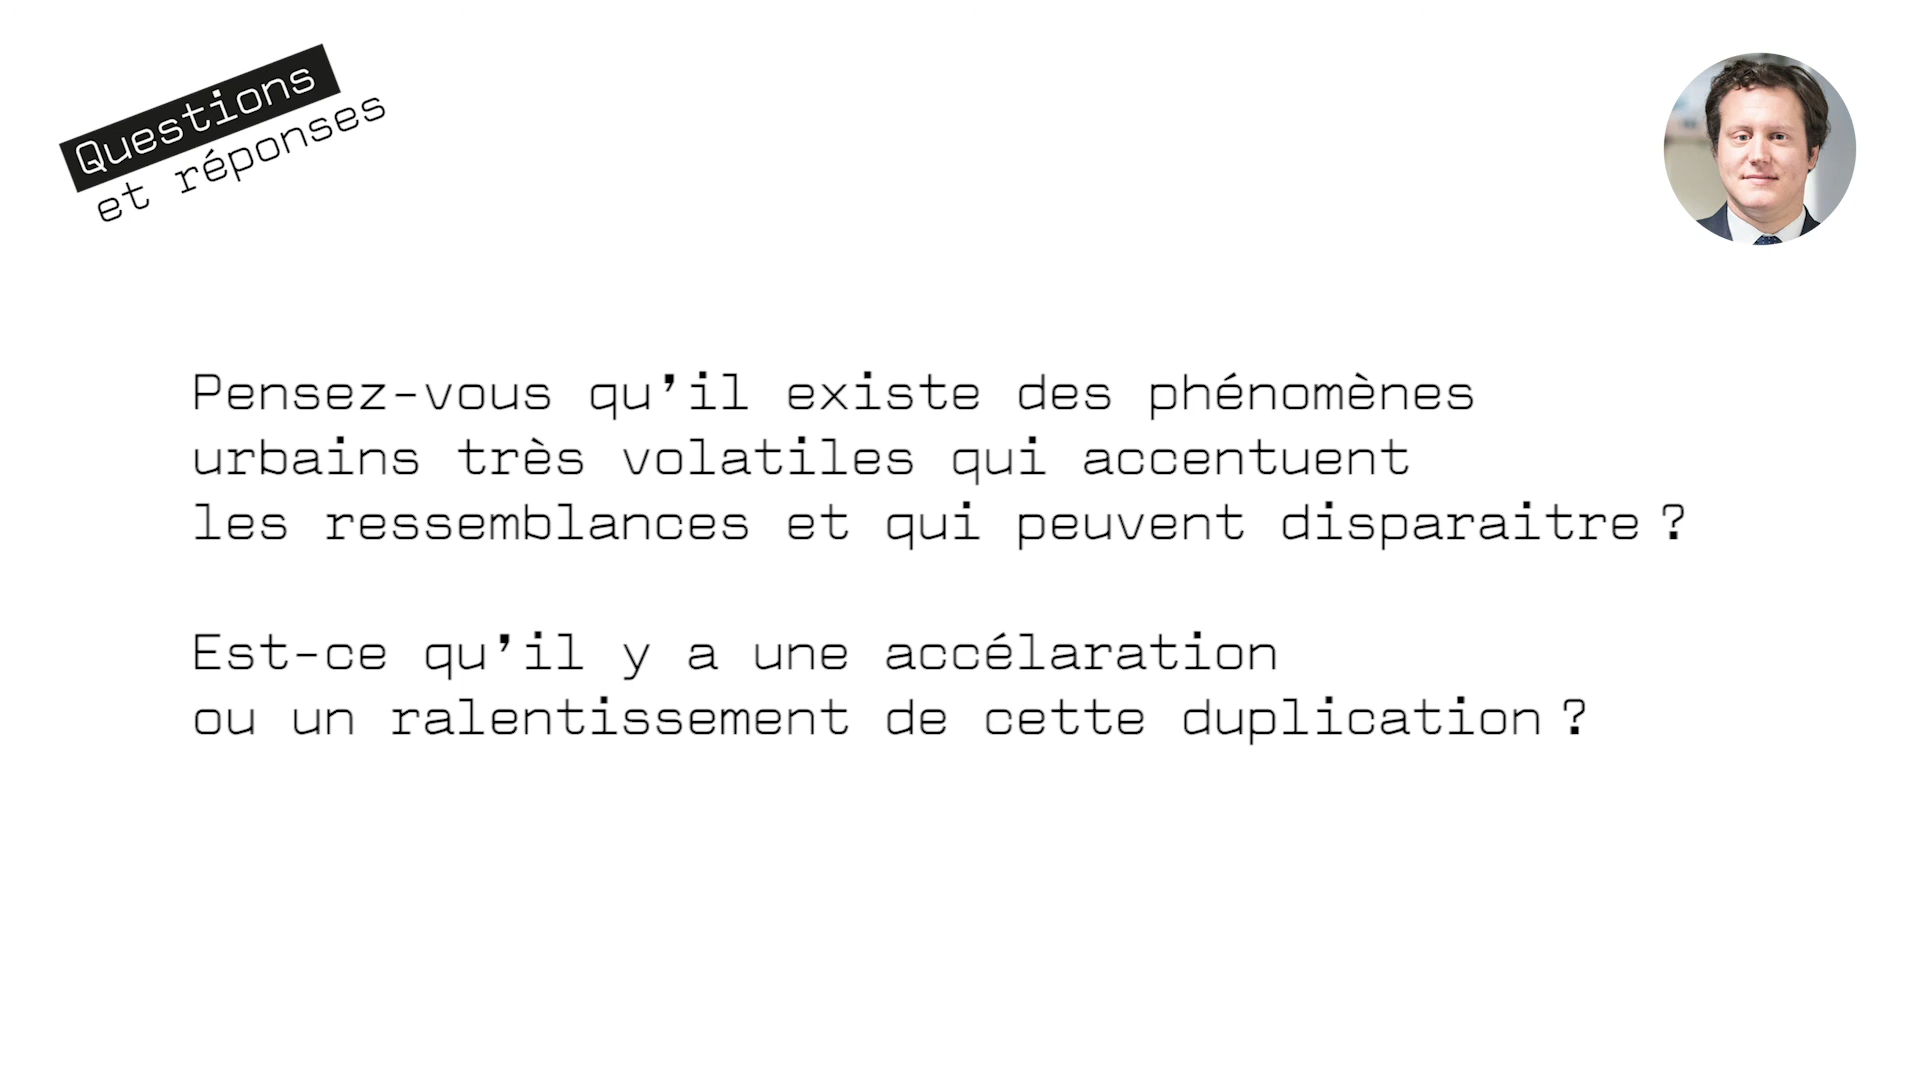 Questions
et réponses
Pensez-vous qu’il existe des phénomènes
urbains très volatiles qui accentuent
les ressemblances et qui peuvent disparaitre ?
Est-ce qu’il y a une accélaration
ou un ralentissement de cette duplication ?